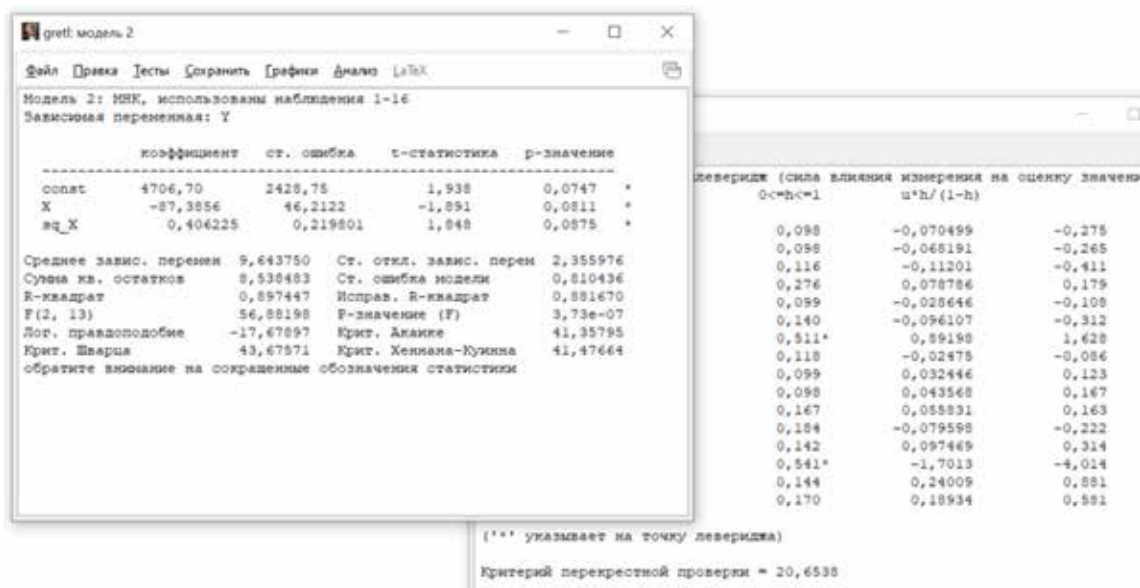 gretl: модель 2
Файл Правка Тесты Сохранить Графики Анализ LaTeX
Модель 2: МНК, использованы наблюдения 1-16
Зависимая переменная: Y
коэффициент ст. ошибка t-статистика p-значение
const 4706,70 2428,75 1,938 0,0747 *
X -87,3856 46,2122 -1,891 0,0811 *
sq_X 0,406225 0,219801 1,848 0,0875 *
Среднее завис. перемен 9,643750 Ст. откл. завис. перем 2,355976
Сумма кв. остатков 8,538483 Ст. ошибка модели 0,810436
R-квадрат 0,897447 Испрaв. R-квадрат 0,881670
F(2, 13) 56,88198 P-значение (F) 3,73e-07
Лог. правдоподобие -17,67897 Крит. Акаике 41,35795
Крит. Шварца 43,67571 Крит. Хеннана-Куинна 41,47664
обратите внимание на сокращенные обозначения статистики
леверидж (сила влияния измерения на оценку значени
0<=h<=1 u*h/(1-h)
0,098 -0,070499 -0,275
0,098 -0,068191 -0,265
0,116 -0,11201 -0,411
0,276 0,078786 0,179
0,099 -0,028646 -0,108
0,140 -0,096107 -0,312
0,511* 0,89198 1,628
0,118 -0,02475 -0,086
0,099 0,032446 0,123
0,098 0,043568 0,167
0,167 0,055831 0,163
0,184 -0,079598 -0,222
0,142 0,097469 0,314
0,541* -1,7013 -4,014
0,144 0,24009 0,881
0,170 0,18934 0,581
('*' указывает на точку левериджа)
Критерий перекрестной проверки = 20,6538